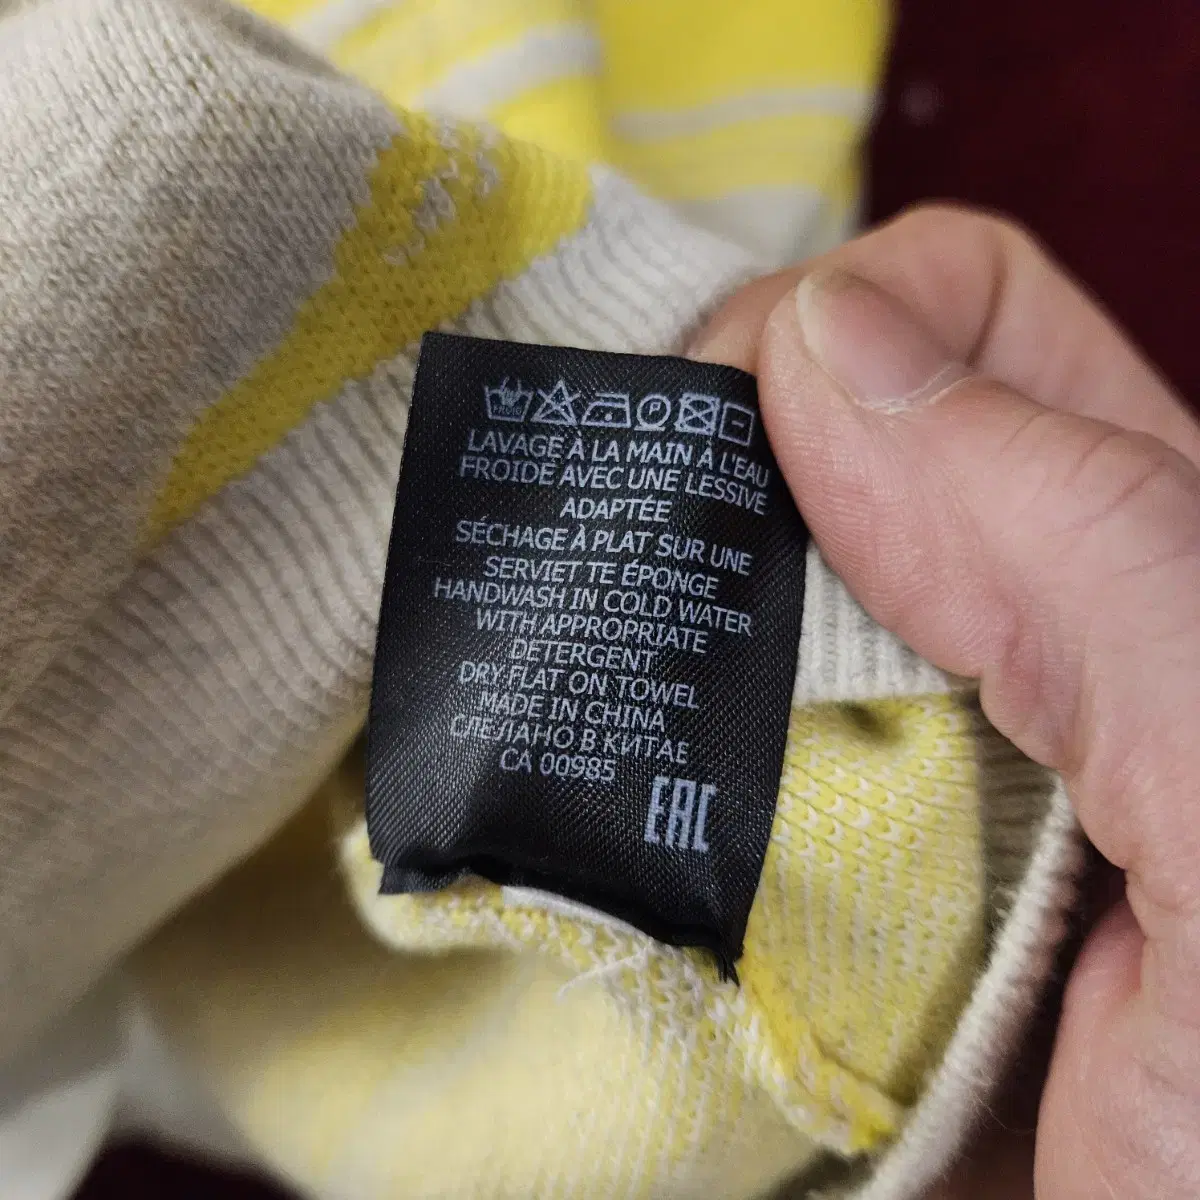 FROID P
LAVAGE À LA MAIN À L'EAU
FROIDE AVEC UNE LESSIVE
ADAPTÉE
SÉCHAGE À PLAT SUR UNE
SERVIET TE ÉPONGE
HANDWASH IN COLD WATER
WITH APPROPRIATE
DETERGENT
DRY FLAT ON TOWEL
MADE IN CHINA
СДЕЛАНО В КИТАЕ
CA 00985
EAC